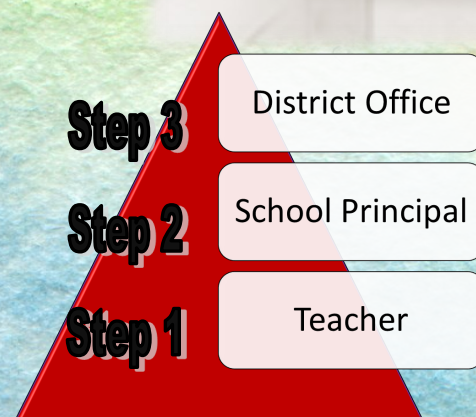 Step 3
District Office
Step 2
School Principal
Step 1
Teacher